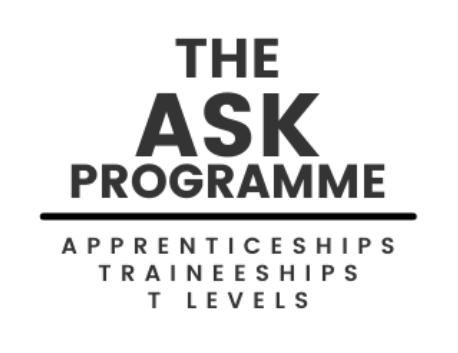 THE
ASK
PROGRAMME
APPRENTICESHIPS
TRAINEESHIPS
T LEVELS